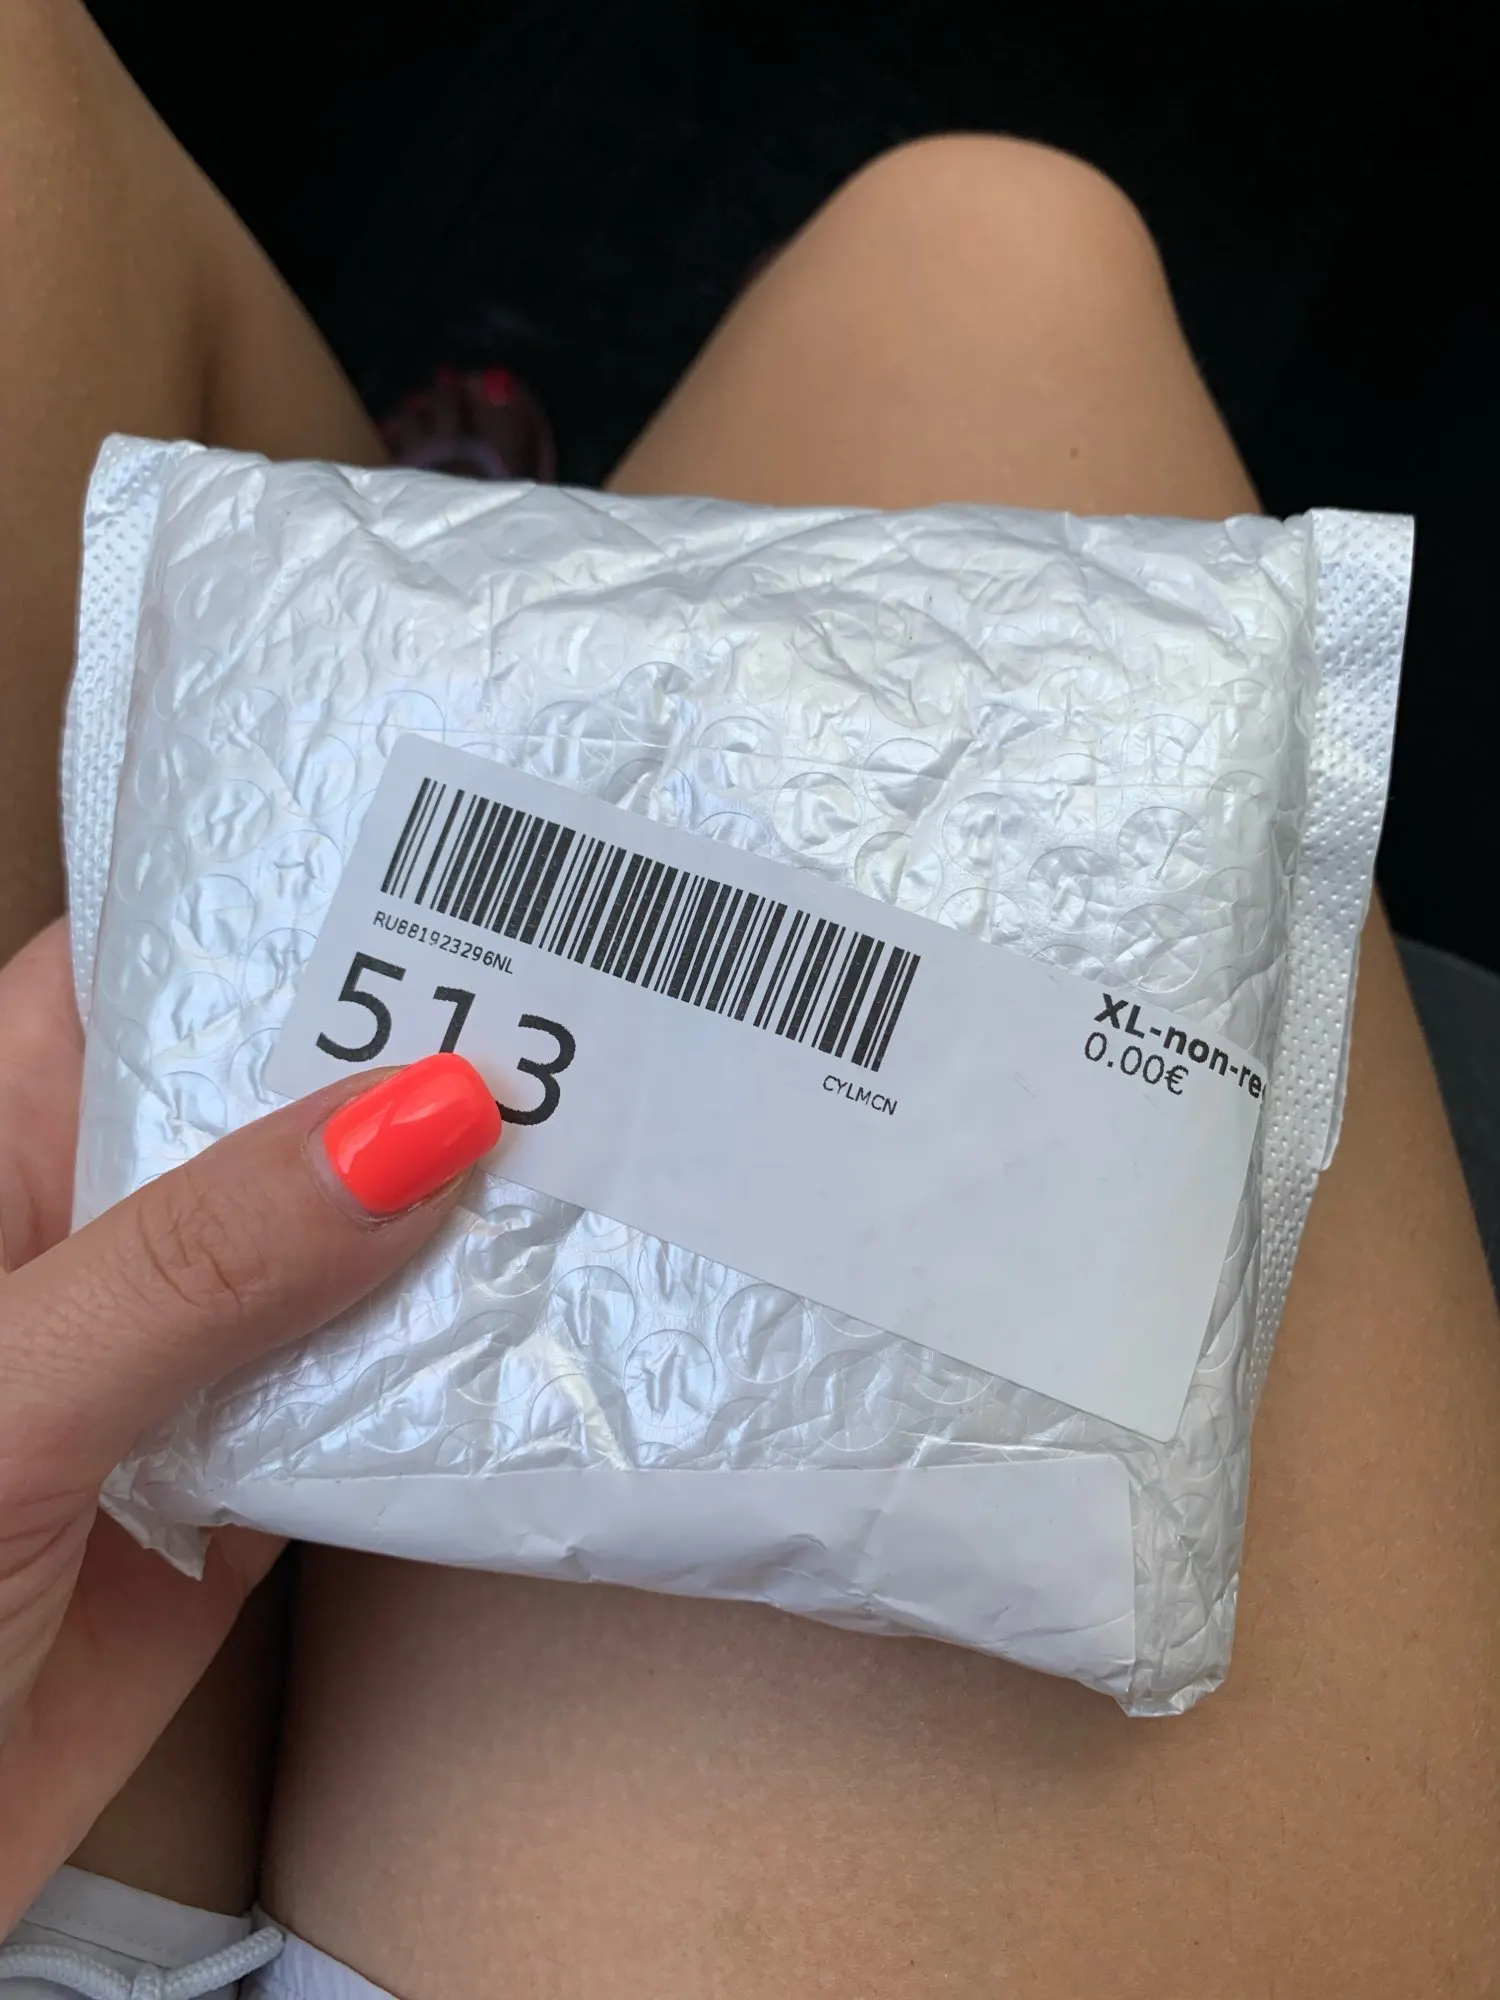 RU881923296NL
513
CYLMCN
XL-non-re
0.00€